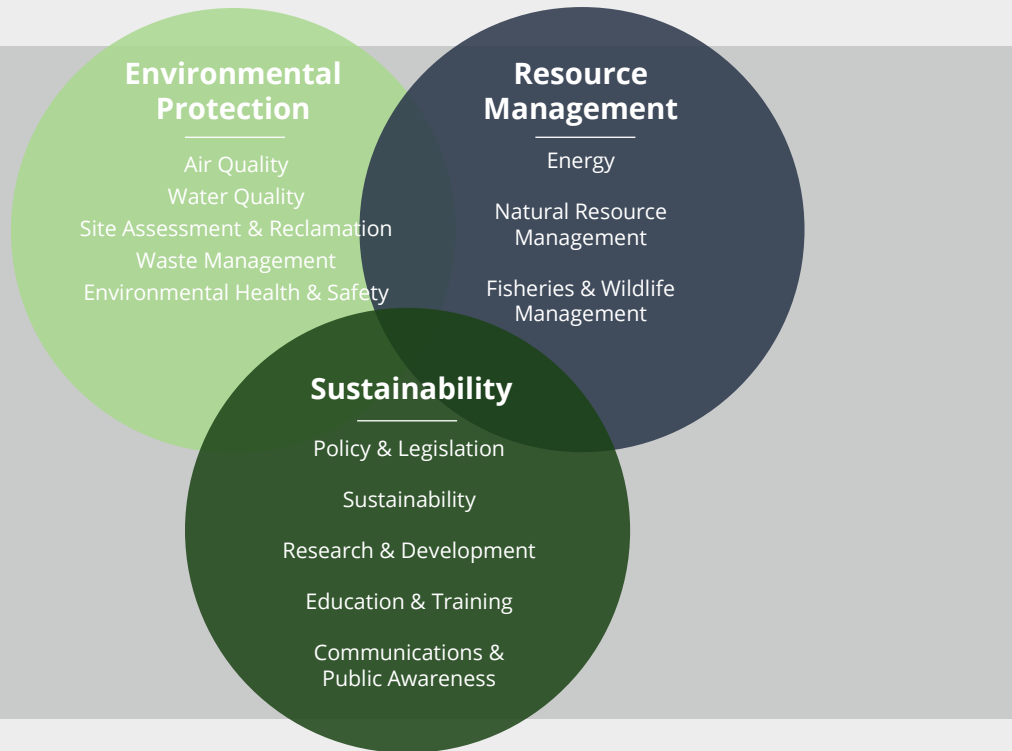 Environmental
Protection
Air Quality
Water Quality
Site Assessment & Reclamation
Waste Management
Environmental Health & Safety
Resource
Management
Energy
Natural Resource
Management
Fisheries & Wildlife
Management
Sustainability
Policy & Legislation
Sustainability
Research & Development
Education & Training
Communications &
Public Awareness